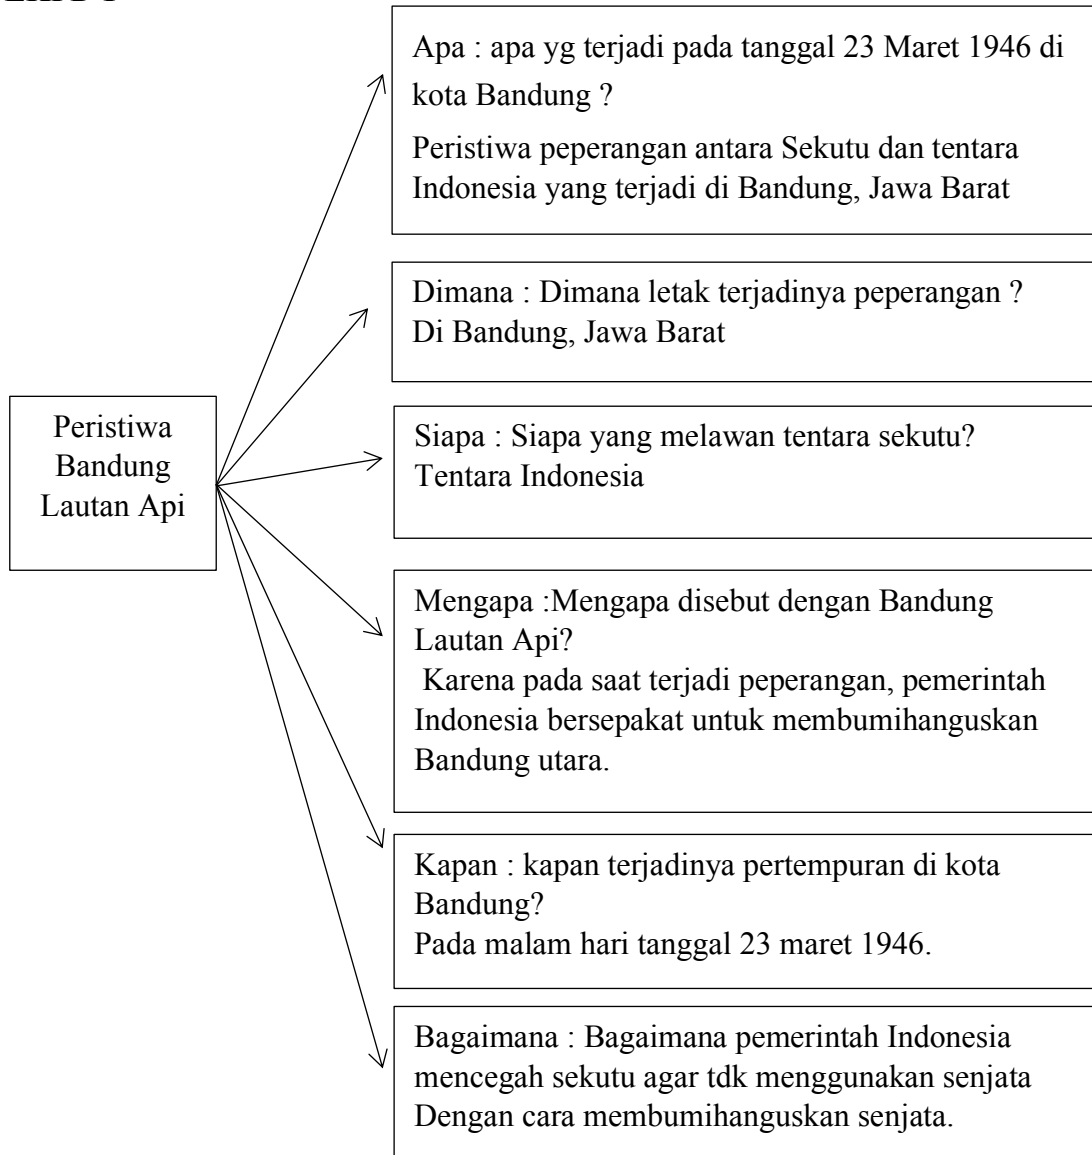 Peristiwa
Bandung
Lautan Api
Apa : apa yg terjadi pada tanggal 23 Maret 1946 di
kota Bandung ?
Peristiwa peperangan antara Sekutu dan tentara
Indonesia yang terjadi di Bandung, Jawa Barat
Dimana : Dimana letak terjadinya peperangan ?
Di Bandung, Jawa Barat
Siapa : Siapa yang melawan tentara sekutu?
Tentara Indonesia
Mengapa :Mengapa disebut dengan Bandung
Lautan Api?
Karena pada saat terjadi peperangan, pemerintah
Indonesia bersepakat untuk membumihanguskan
Bandung utara.
Kapan : kapan terjadinya pertempuran di kota
Bandung?
Pada malam hari tanggal 23 maret 1946.
Bagaimana : Bagaimana pemerintah Indonesia
mencegah sekutu agar tdk menggunakan senjata
Dengan cara membumihanguskan senjata.